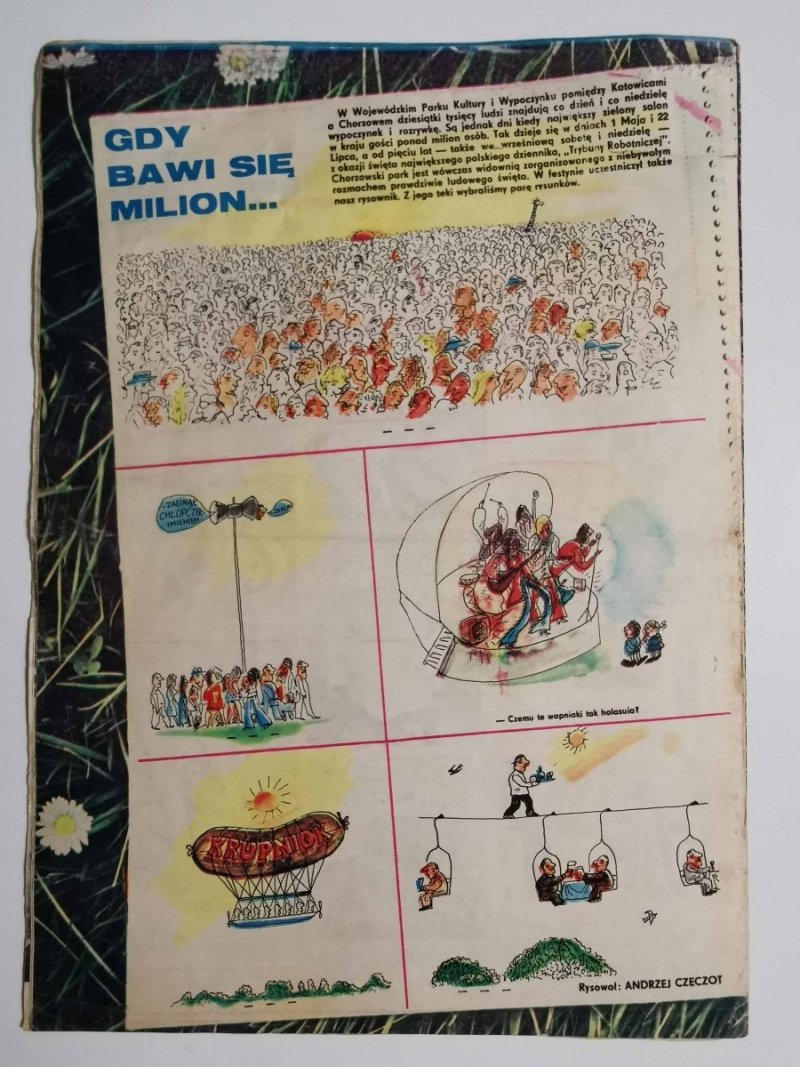 GDY
BAWI SIĘ
MILION...
W Wojewódzkim Parku Kultury i Wypoczynku pomiędzy Katowicami
a Chorzowem dziesiątki tysięcy ludzi znajdują co dzień i co niedzielę
wypoczynek i rozrywkę. Są jednak dni kiedy największy zielony salon
w kraju gości ponad milion osób. Tak dzieje się w dniach 1 Maja i 22
Lipca, a od pięciu lat — także we wrześniową sobotę i niedzielę —
z okazji święta największego polskiego dziennika, „Trybuny Robotniczej".
Chorzowski park jest wówczas widownią zorganizowanego z niebywałym
rozmachem prawdziwie ludowego święta. W festynie uczestniczył także
nasz rysownik. Z jego teki wybraliśmy parę rysunków.
...ZAGINĄŁ
CHŁOPCZYK
IMIENIEM
— Czemu te wapniaki tak hałasują?
KRUPNIOK
Rysował: ANDRZEJ CZECZOT